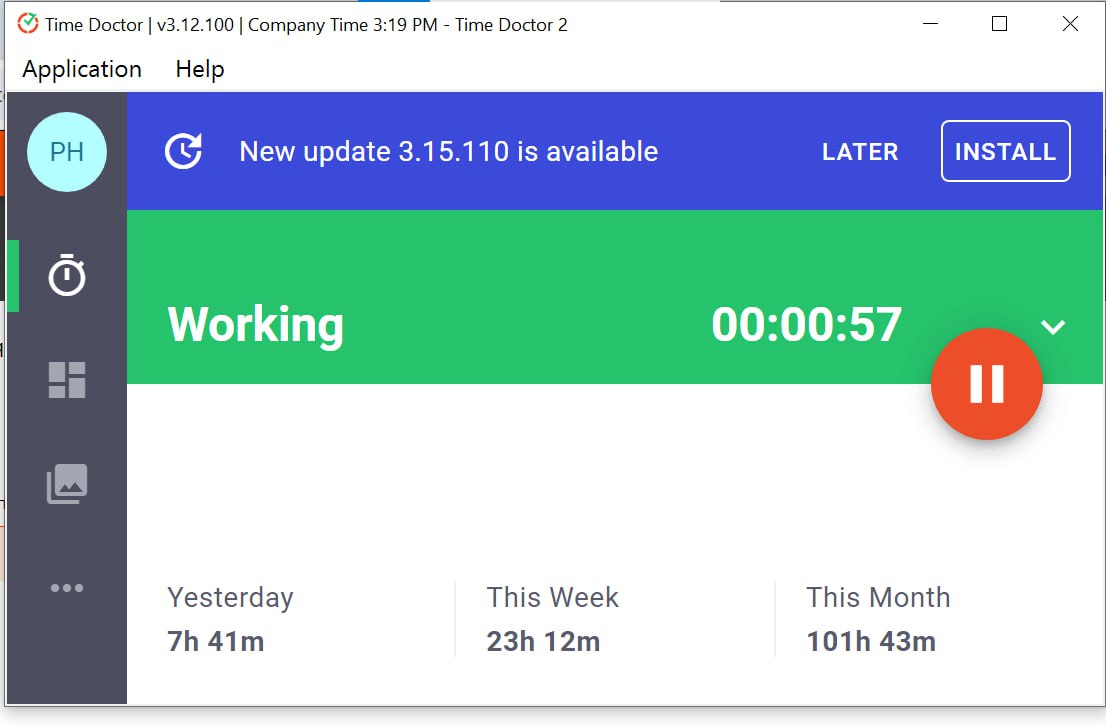 Time Doctor | v3.12.100 | Company Time 3:19 PM - Time Doctor 2
Application Help
PH
New update 3.15.110 is available LATER INSTALL
Working 00:00:57
Yesterday This Week This Month
7h 41m 23h 12m 101h 43m